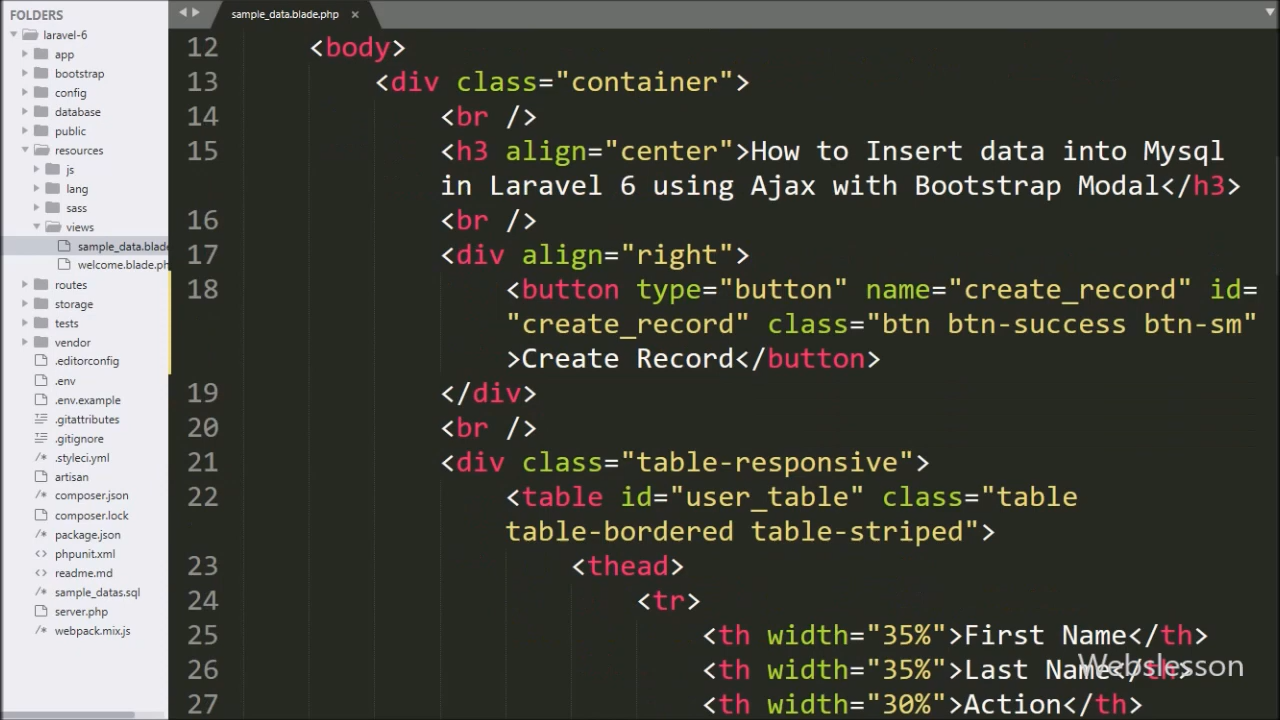 FOLDERS
laravel-6
app
bootstrap
config
database
public
resources
js
lang
sass
views
sample_data.blade
welcome.blade.ph
routes
storage
tests
vendor
.editorconfig
.env
.env.example
.gitattributes
.gitignore
.styleci.yml
artisan
composer.json
composer.lock
package.json
phpunit.xml
readme.md
sample_datas.sql
server.php
webpack.mix.js
sample_data.blade.php ×
12 <body>
13 <div class="container">
14 <br />
15 <h3 align="center">How to Insert data into Mysql
in Laravel 6 using Ajax with Bootstrap Modal</h3>
16 <br />
17 <div align="right">
18 <button type="button" name="create_record" id=
"create_record" class="btn btn-success btn-sm"
>Create Record</button>
19 </div>
20 <br />
21 <div class="table-responsive">
22 <table id="user_table" class="table
table-bordered table-striped">
23 <thead>
24 <tr>
25 <th width="35%">First Name</th>
26 <th width="35%">Last Name</th>
27 <th width="30%">Action</th>
Webslesson